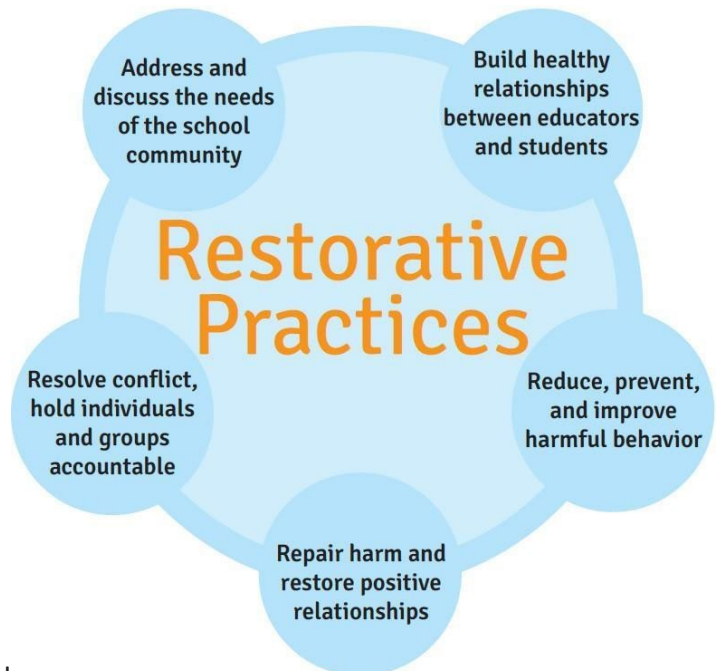 Address and
discuss the needs
of the school
community
Build healthy
relationships
between educators
and students
Restorative
Practices
Resolve conflict,
hold individuals
and groups
accountable
Reduce, prevent,
and improve
harmful behavior
Repair harm and
restore positive
relationships